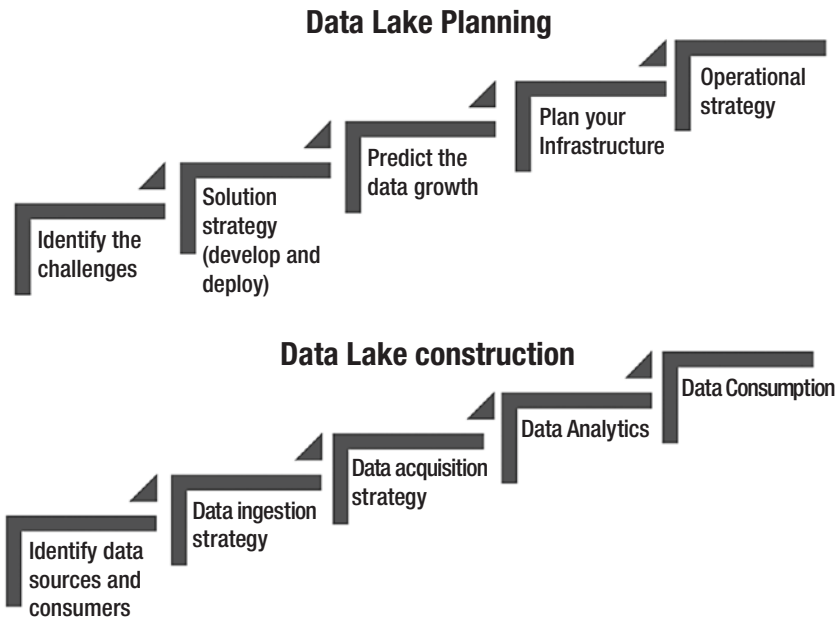 Data Lake Planning
Identify the
challenges
Solution
strategy
(develop and
deploy)
Predict the
data growth
Plan your
Infrastructure
Operational
strategy
Data Lake construction
Identify data
sources and
consumers
Data ingestion
strategy
Data acquisition
strategy
Data Analytics
Data Consumption